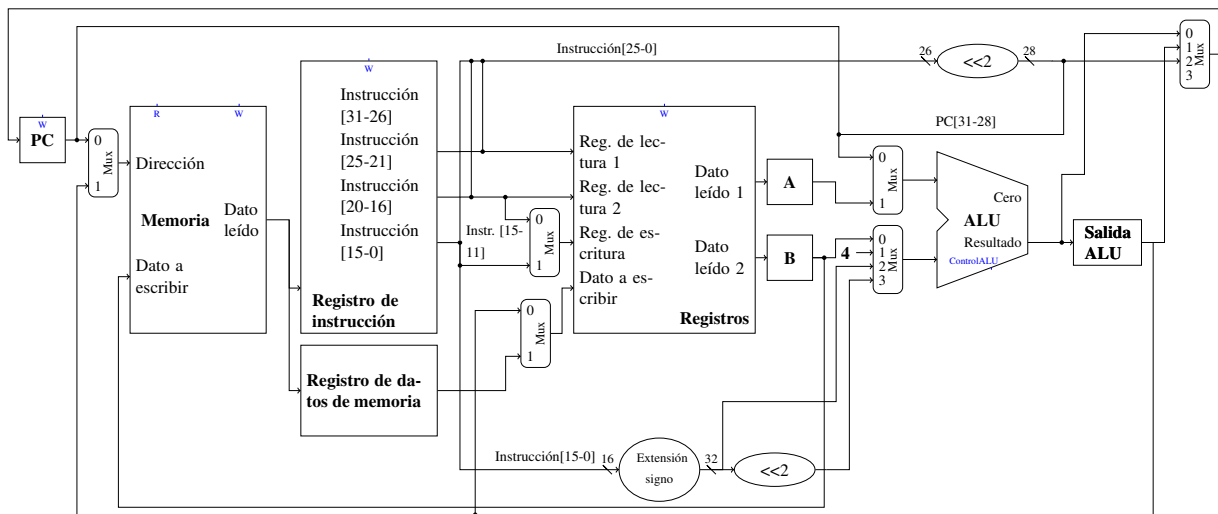 Instrucción[25-0]
26
<<2
28
0
1
2
3
Mux
W
PC
0
1
Mux
R
W
Dirección
Memoria
Dato
leído
Dato a
escribir
W
Instrucción
[31-26]
Instrucción
[25-21]
Instrucción
[20-16]
Instrucción
[15-0]
Registro de
instrucción
Registro de da-
tos de memoria
Instr. [15-
11]
0
1
Mux
0
1
Mux
W
Reg. de lec-
tura 1
Reg. de lec-
tura 2
Reg. de es-
critura
Dato a es-
cribir
Dato
leído 1
Dato
leído 2
Registros
A
B
4
PC[31-28]
0
1
Mux
0
1
2
3
Mux
Cero
ALU
Resultado
ControlALU
Salida
ALU
Instrucción[15-0]
16
Extensión
signo
32
<<2